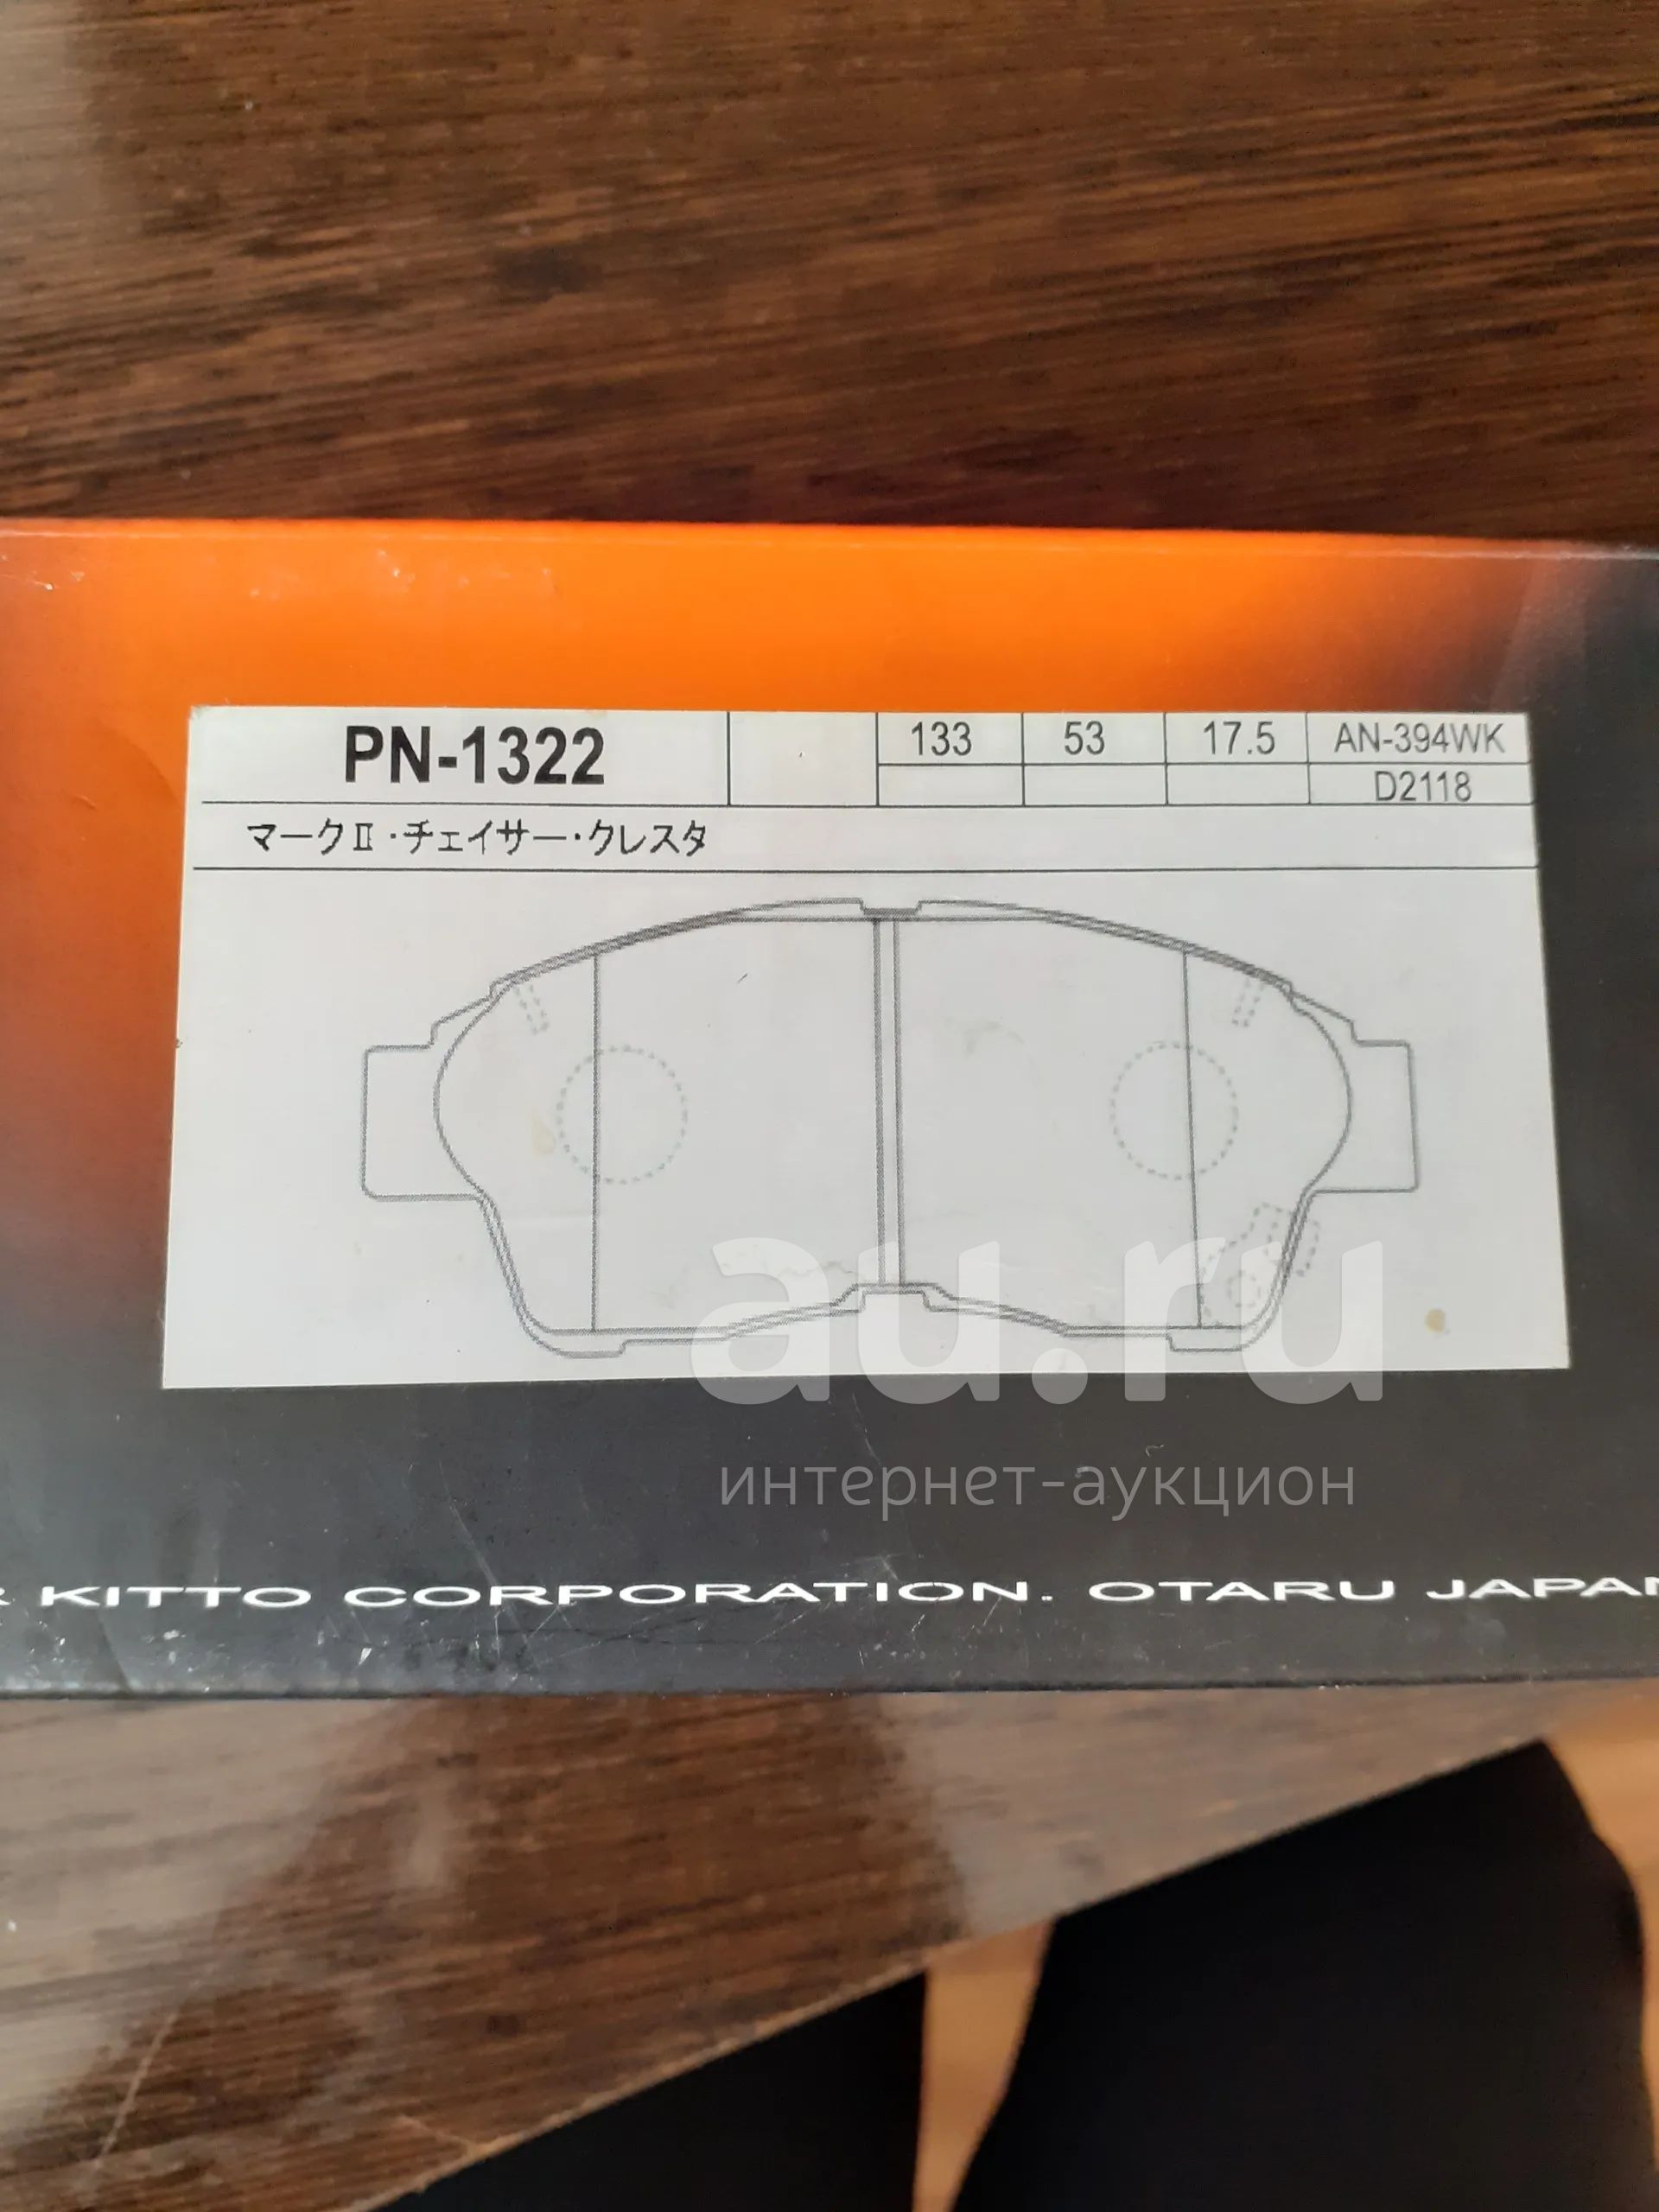 PN-1322 133 53 17.5 AN-394WK
D2118
マークⅡ・チェイサー・クレスタ
au.ru
интернет-аукцион
KITTO CORPORATION. OTARU JAPAN